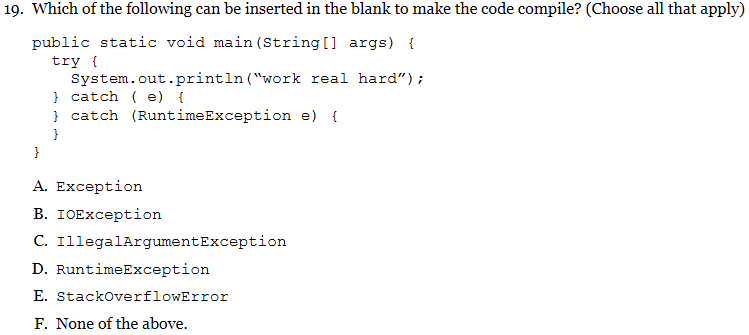 19. Which of the following can be inserted in the blank to make the code compile? (Choose all that apply)
public static void main(String[] args) {
try {
System.out.println(“work real hard”);
} catch ( e) {
} catch (RuntimeException e) {
}
}
A. Exception
B. IOException
C. IllegalArgumentException
D. RuntimeException
E. StackOverflowError
F. None of the above.